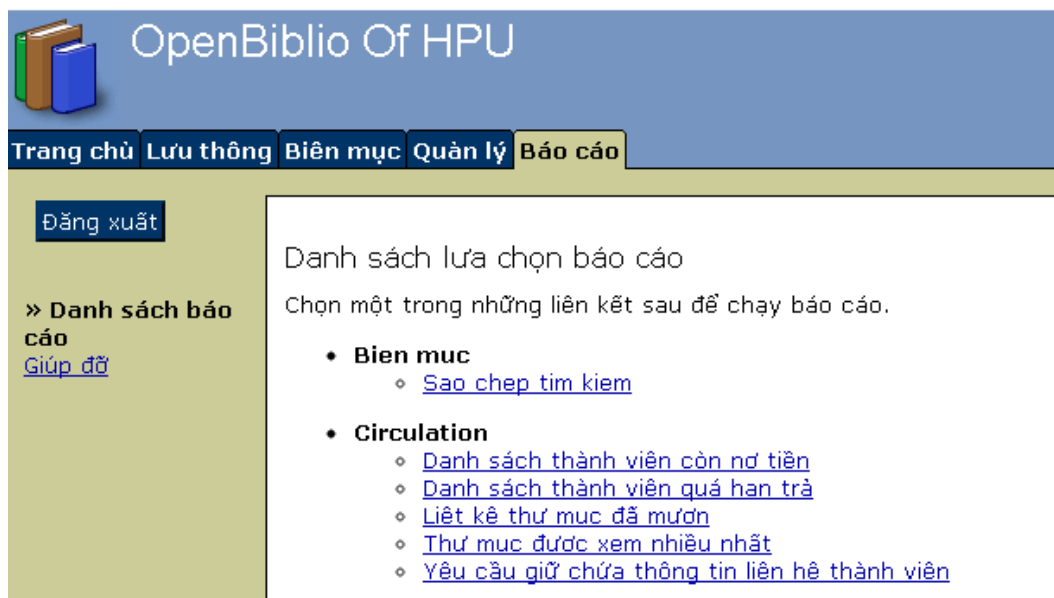 OpenBiblio Of HPU
Trang chủ Lưu thông Biên mục Quản lý Báo cáo
Đăng xuất
Danh sách lưa chọn báo cáo
Chọn một trong những liên kết sau để chạy báo cáo.
» Danh sách báo
cáo
Giúp đỡ
• Bien muc
◦ Sao chep tim kiem
• Circulation
◦ Danh sách thành viên còn nơ tiền
◦ Danh sách thành viên quá han trả
◦ Liêt kê thư muc đã mươn
◦ Thư muc đươc xem nhiều nhất
◦ Yêu cầu giữ chứa thông tin liên hê thành viên